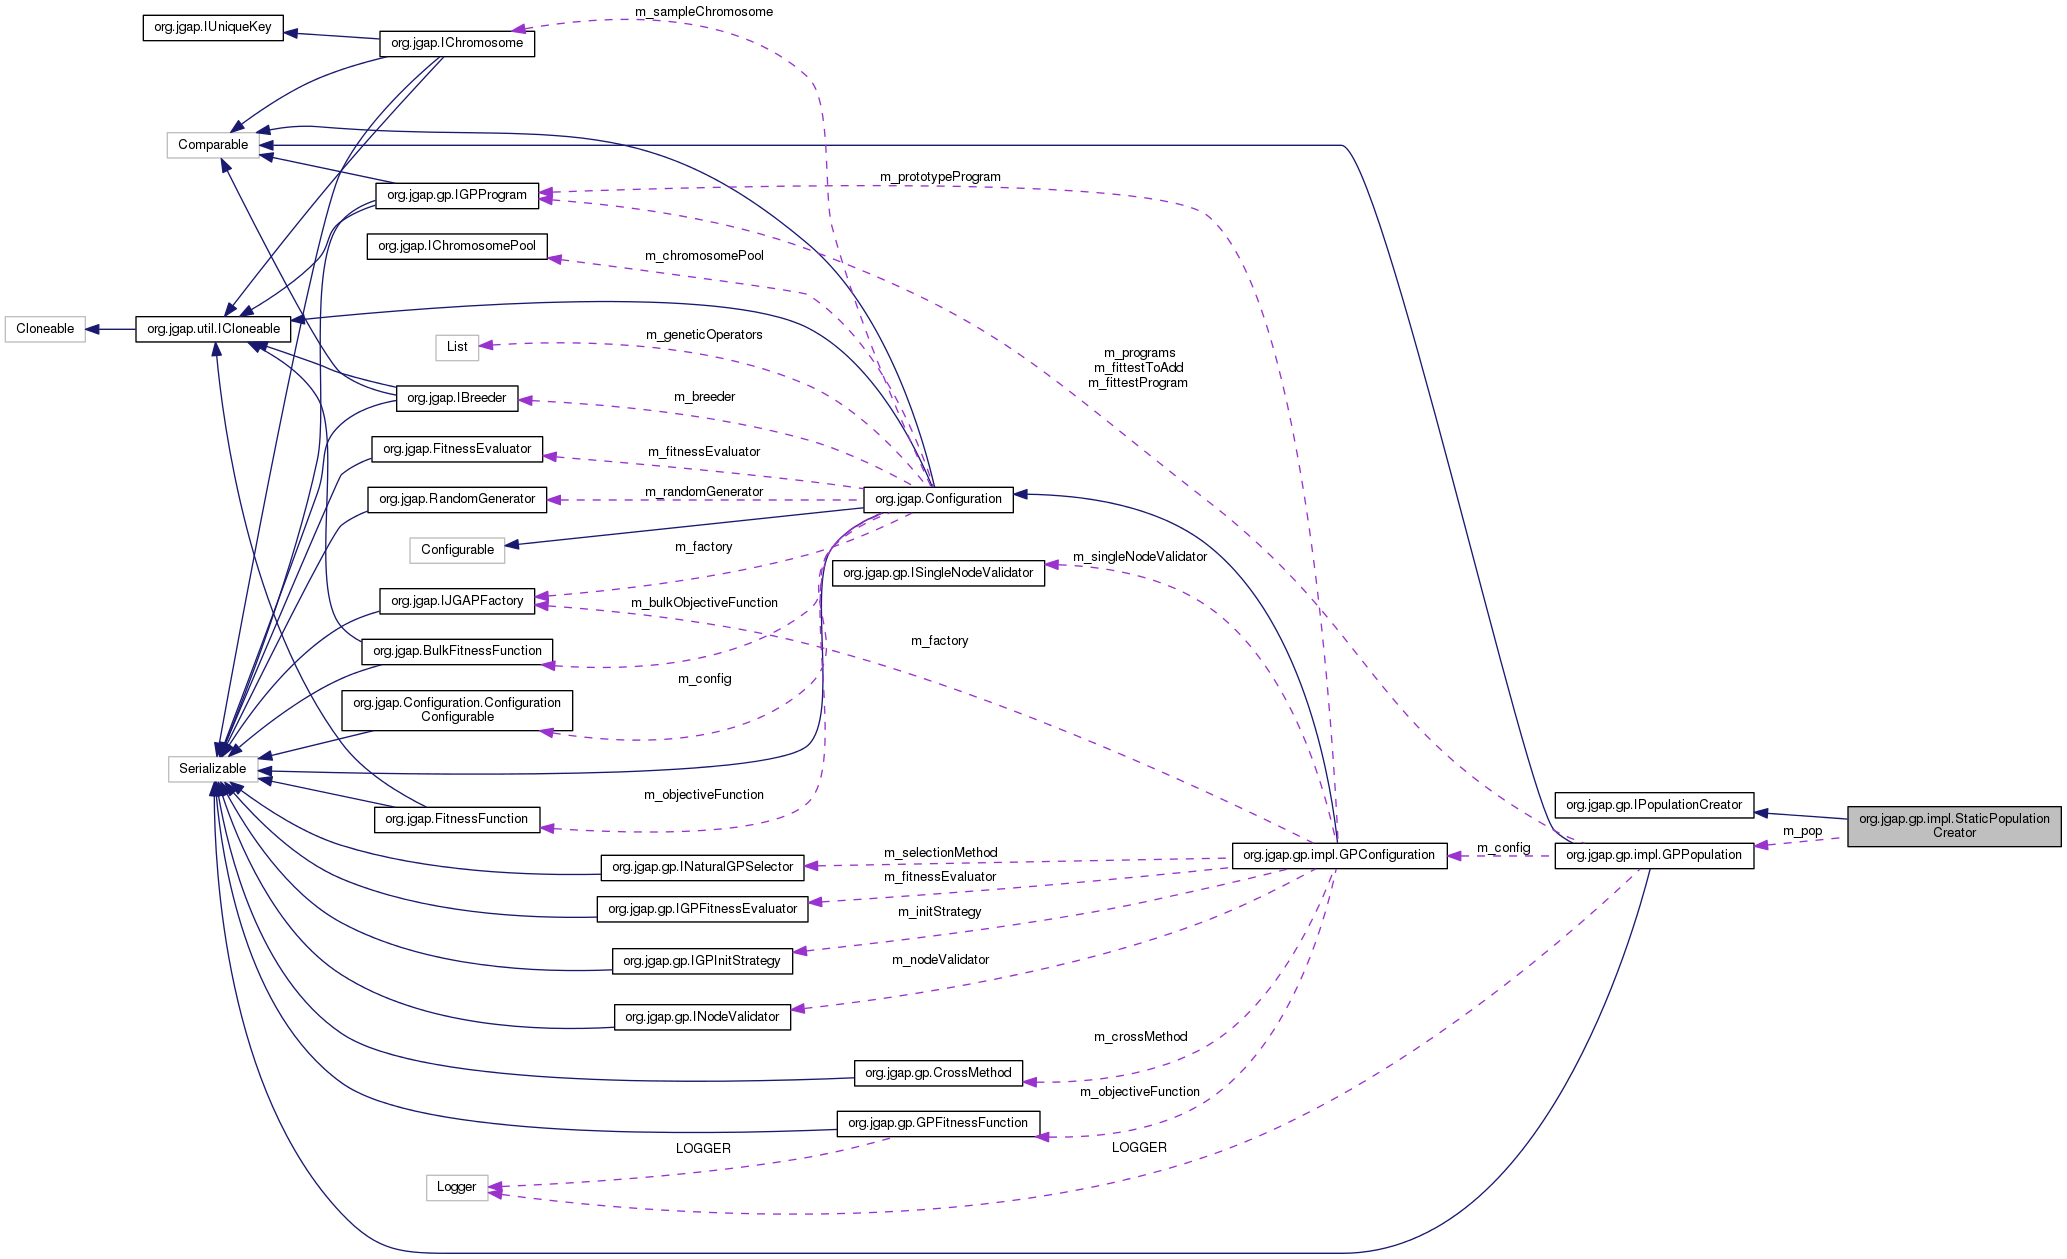 m_sampleChromosome
org.jgap.IUniqueKey
org.jgap.IChromosome
Comparable
m_prototypeProgram
org.jgap.gp.IGPProgram
org.jgap.IChromosomePool
m_chromosomePool
Cloneable
org.jgap.util.ICloneable
List
m_geneticOperators
m_programs
m_fittestToAdd
m_fittestProgram
org.jgap.IBreeder
m_breeder
org.jgap.FitnessEvaluator
m_fitnessEvaluator
org.jgap.RandomGenerator
m_randomGenerator
org.jgap.Configuration
Configurable
m_factory
m_singleNodeValidator
org.jgap.gp.ISingleNodeValidator
org.jgap.IJGAPFactory
m_bulkObjectiveFunction
m_factory
org.jgap.BulkFitnessFunction
m_config
org.jgap.Configuration.Configuration
Configurable
Serializable
m_objectiveFunction
org.jgap.FitnessFunction
org.jgap.gp.IPopulationCreator
org.jgap.gp.impl.StaticPopulation
Creator
m_pop
m_selectionMethod
org.jgap.gp.impl.GPConfiguration
m_config
org.jgap.gp.impl.GPPopulation
org.jgap.gp.INaturalGPSelector
m_fitnessEvaluator
org.jgap.gp.IGPFitnessEvaluator
m_initStrategy
org.jgap.gp.IGPInitStrategy
m_nodeValidator
org.jgap.gp.INodeValidator
m_crossMethod
org.jgap.gp.CrossMethod
m_objectiveFunction
org.jgap.gp.GPFitnessFunction
LOGGER
LOGGER
Logger